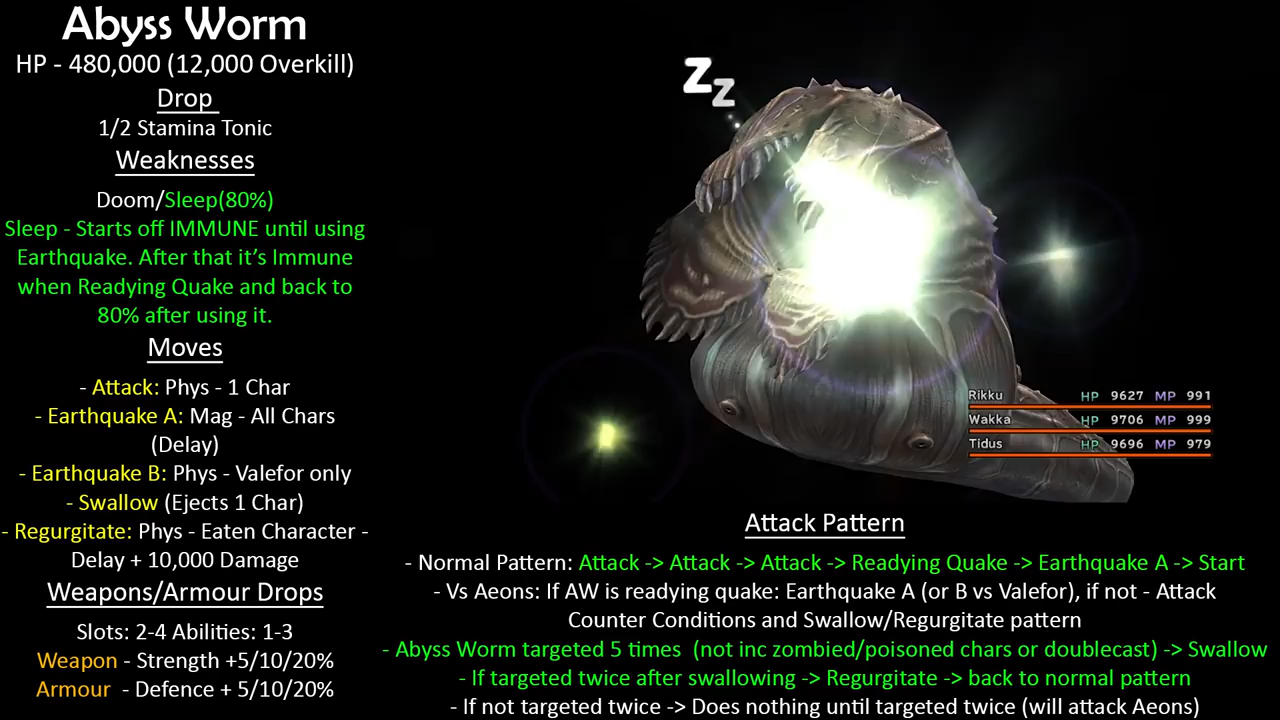 Abyss Worm
HP - 480,000 (12,000 Overkill)
Drop
1/2 Stamina Tonic
Weaknesses
Doom/Sleep(80%)
Sleep - Starts off IMMUNE until using
Earthquake. After that it's Immune
when Readying Quake and back to
80% after using it.
Moves
- Attack: Phys - 1 Char
- Earthquake A: Mag - All Chars
(Delay)
- Earthquake B: Phys - Valefor only
- Swallow (Ejects 1 Char)
- Regurgitate: Phys - Eaten Character -
Delay + 10,000 Damage
Weapons/Armour Drops
Slots: 2-4 Abilities: 1-3
Weapon - Strength +5/10/20%
Armour - Defence + 5/10/20%
Z Z
Rikku HP 9627 MP 991
Wakka HP 9706 MP 999
Tidus HP 9696 MP 979
Attack Pattern
- Normal Pattern: Attack -> Attack -> Attack -> Readying Quake -> Earthquake A -> Start
- Vs Aeons: If AW is readying quake: Earthquake A (or B vs Valefor), if not - Attack
Counter Conditions and Swallow/Regurgitate pattern
- Abyss Worm targeted 5 times (not inc zombied/poisoned chars or doublecast) -> Swallow
- If targeted twice after swallowing -> Regurgitate -> back to normal pattern
- If not targeted twice -> Does nothing until targeted twice (will attack Aeons)